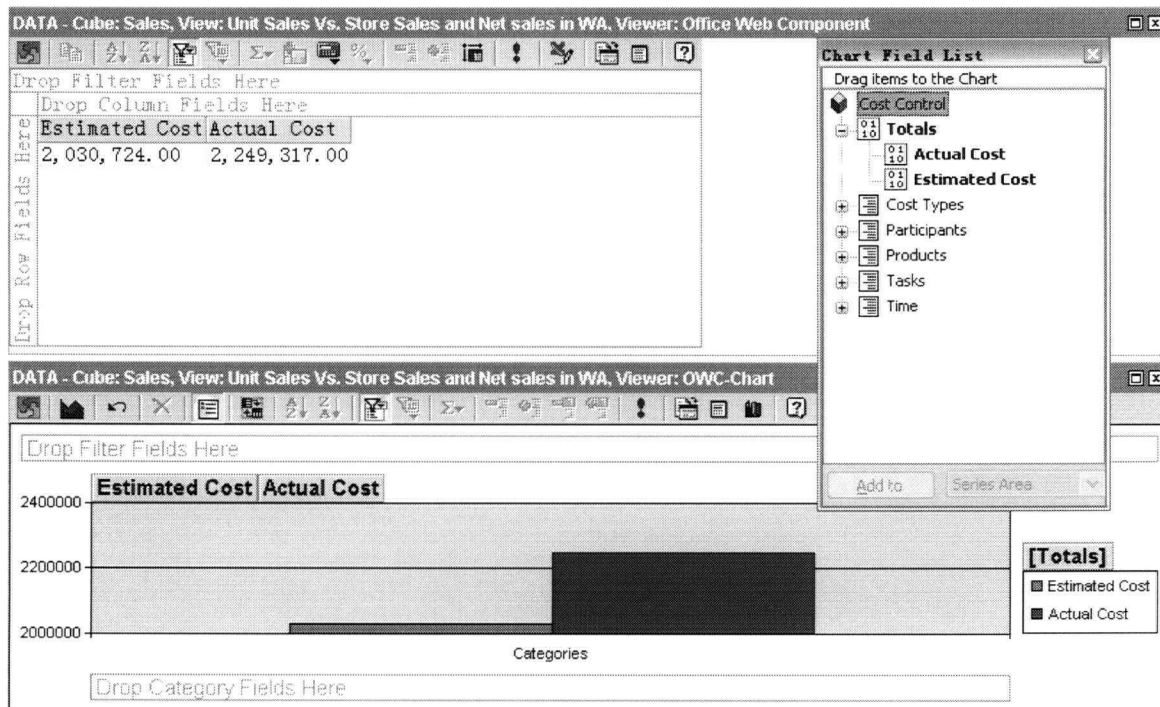 DATA - Cube: Sales, View: Unit Sales Vs. Store Sales and Net sales in WA, Viewer: Office Web Component
Drop Filter Fields Here
Drop Column Fields Here
Drop Row Fields Here
Estimated Cost Actual Cost
2,030,724.00 2,249,317.00
Chart Field List
Drag items to the Chart
Cost Control
Totals
Actual Cost
Estimated Cost
Cost Types
Participants
Products
Tasks
Time
Add to Series Area
DATA - Cube: Sales, View: Unit Sales Vs. Store Sales and Net sales in WA, Viewer: OWC-Chart
Drop Filter Fields Here
Estimated Cost Actual Cost
2400000
2200000
2000000
Categories
Drop Category Fields Here
[Totals]
Estimated Cost
Actual Cost